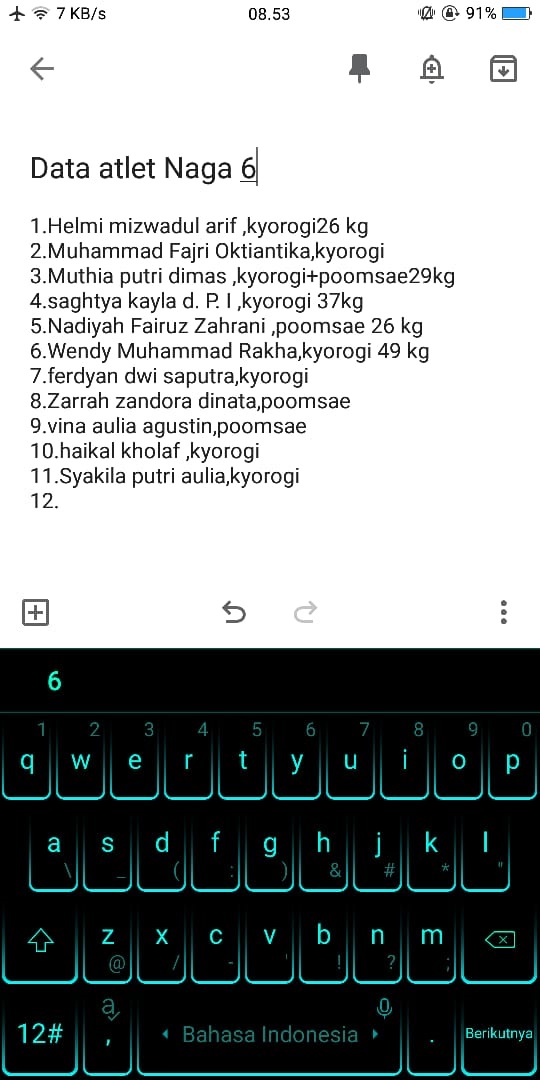 7 KB/s 08.53 91%
Data atlet Naga 6
1.Helmi mizwadul arif ,kyorogi26 kg
2.Muhammad Fajri Oktiantika,kyorogi
3.Muthia putri dimas ,kyorogi+poomsae29kg
4.saghtya kayla d. P. I ,kyorogi 37kg
5.Nadiyah Fairuz Zahrani ,poomsae 26 kg
6.Wendy Muhammad Rakha,kyorogi 49 kg
7.ferdyan dwi saputra,kyorogi
8.Zarrah zandora dinata,poomsae
9.vina aulia agustin,poomsae
10.haikal kholaf ,kyorogi
11.Syakila putri aulia,kyorogi
12.
6
1 2 3 4 5 6 7 8 9 0
q w e r t y u i o p
a s d f g h j k l
\ _ ( : ) & # * "
z x c v b n m
@ / - ' ! ? ;
12# a , Bahasa Indonesia . Berikutnya